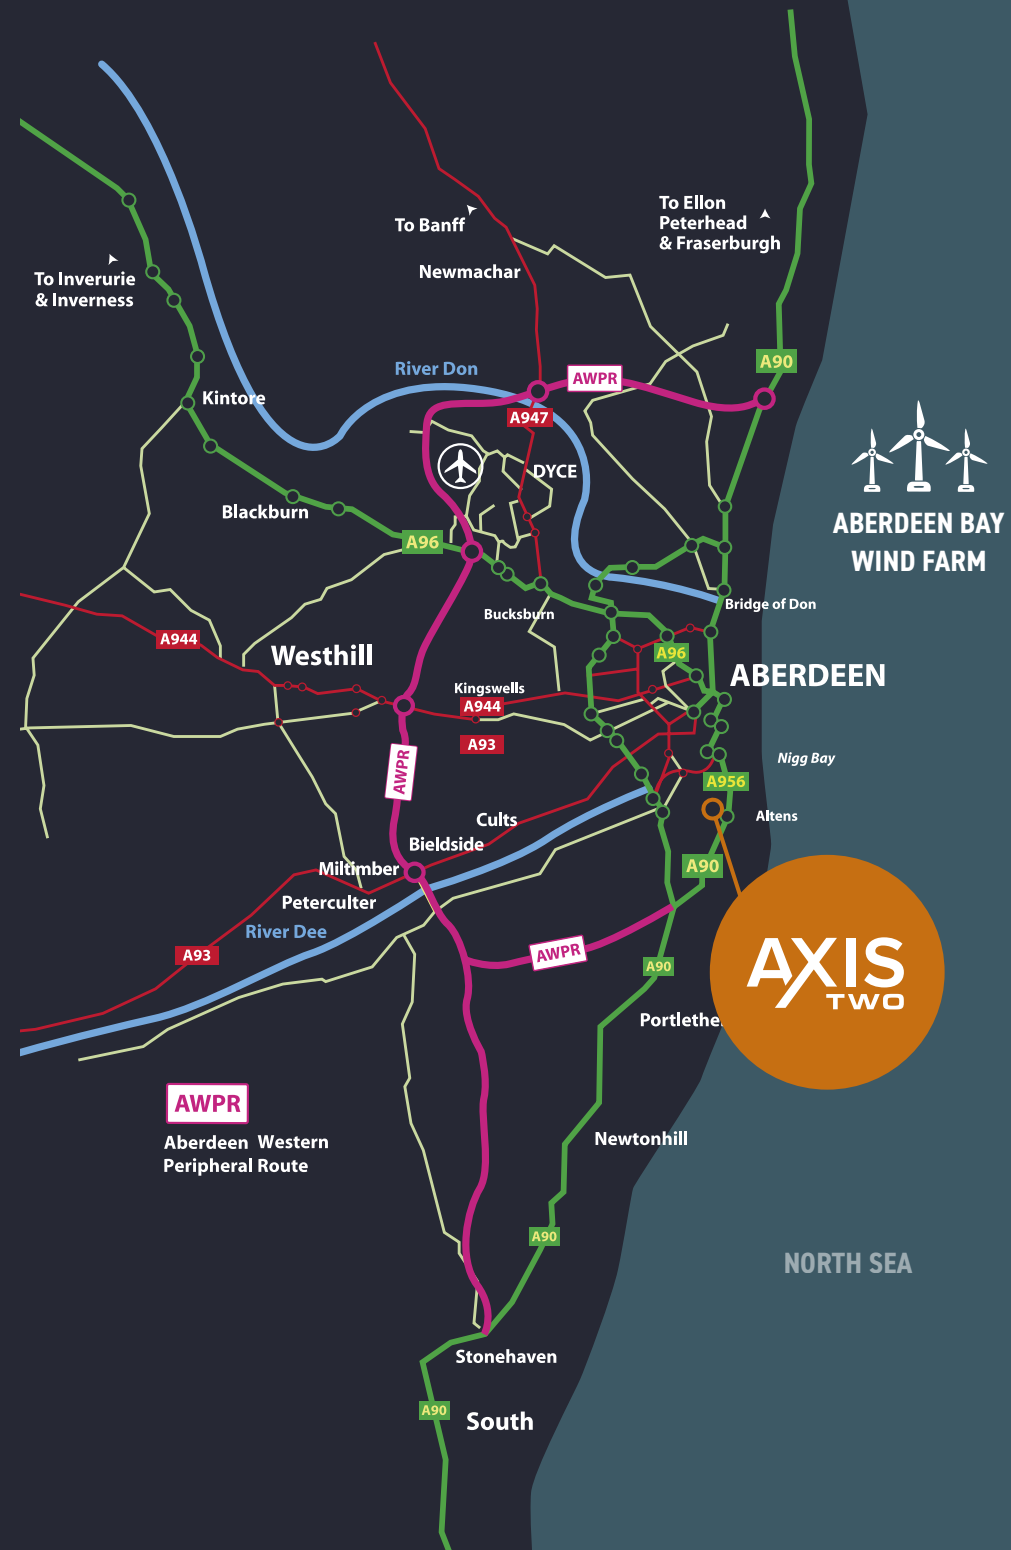 To Ellon
Peterhead
& Fraserburgh
To Banff
Newmachar
To Inverurie
& Inverness
A90
River Don
AWPR
Kintore
A947
DYCE
Blackburn
A96
ABERDEEN BAY
WIND FARM
Bucksburn
Bridge of Don
A944
Westhill
A96
ABERDEEN
Kingswells
A944
A93
AWPR
Nigg Bay
A956
Altens
Cults
Bieldside
Miltimber
A90
Peterculter
River Dee
A93
AWPR
A90
AXIS
TWO
Portlethe
AWPR
Aberdeen Western
Peripheral Route
Newtonhill
A90
NORTH SEA
Stonehaven
A90
South